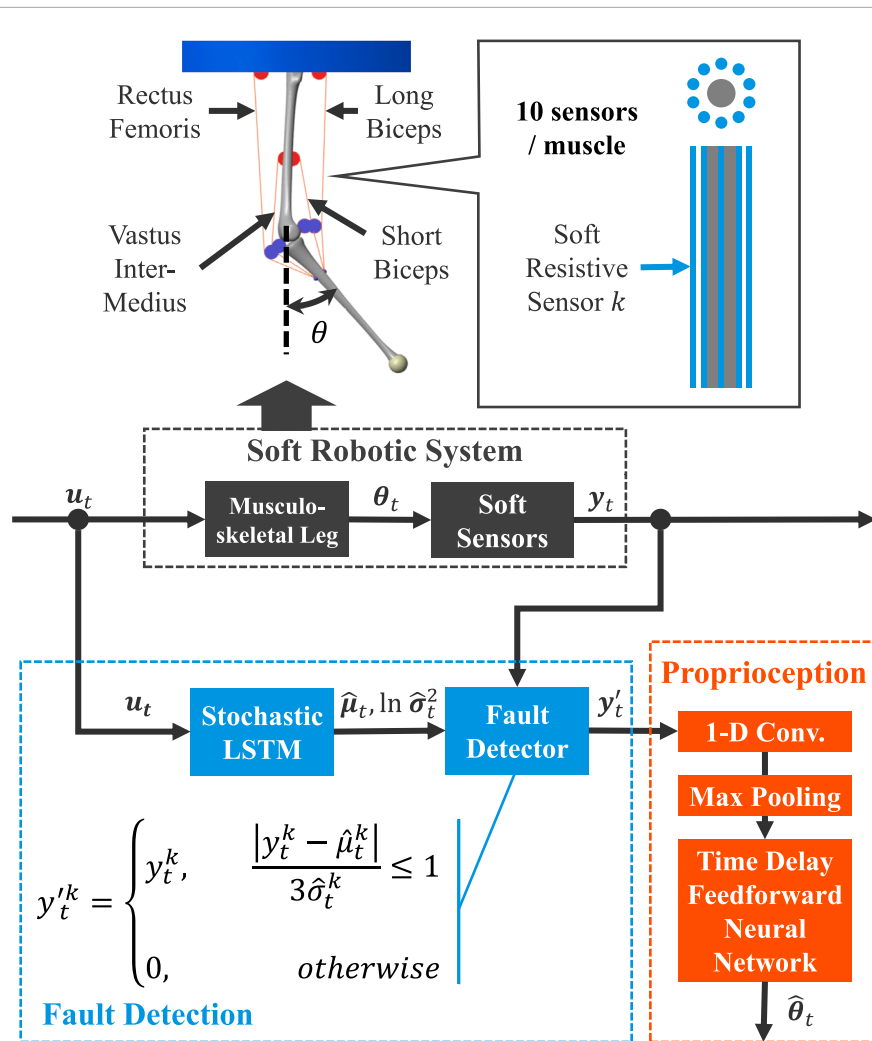 Rectus
Femoris
Long
Biceps
10 sensors
/ muscle
Vastus
Inter-
Medius
Short
Biceps
Soft
Resistive
Sensor k
θ
Soft Robotic System
u_t
Musculo-
skeletal Leg
θ_t
Soft
Sensors
y_t
Proprioception
u_t
Stochastic
LSTM
μ̂_t, ln σ̂_t^2
Fault
Detector
y′_t
1-D Conv.
Max Pooling
Time Delay
Feedforward
Neural
Network
θ̂_t
y′_t^k = { y_t^k, |y_t^k − μ̂_t^k| / 3σ̂_t^k ≤ 1
0, otherwise
Fault Detection